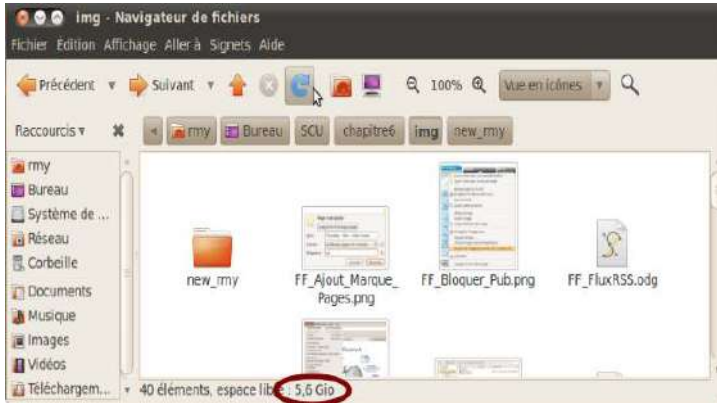 img - Navigateur de fichiers
Fichier Édition Affichage Aller à Signets Aide
Précédent Suivant 100% Vue en icônes
Raccourcis rmy Bureau SCU chapitre6 img new_rmy
rmy
Bureau
Système de ...
Réseau
Corbeille
Documents
Musique
Images
Vidéos
Téléchargem...
new_rmy
FF_Ajout_Marque_
Pages.png
FF_Bloquer_Pub.png
FF_FluxRSS.odg
40 éléments, espace libre : 5,6 Gio